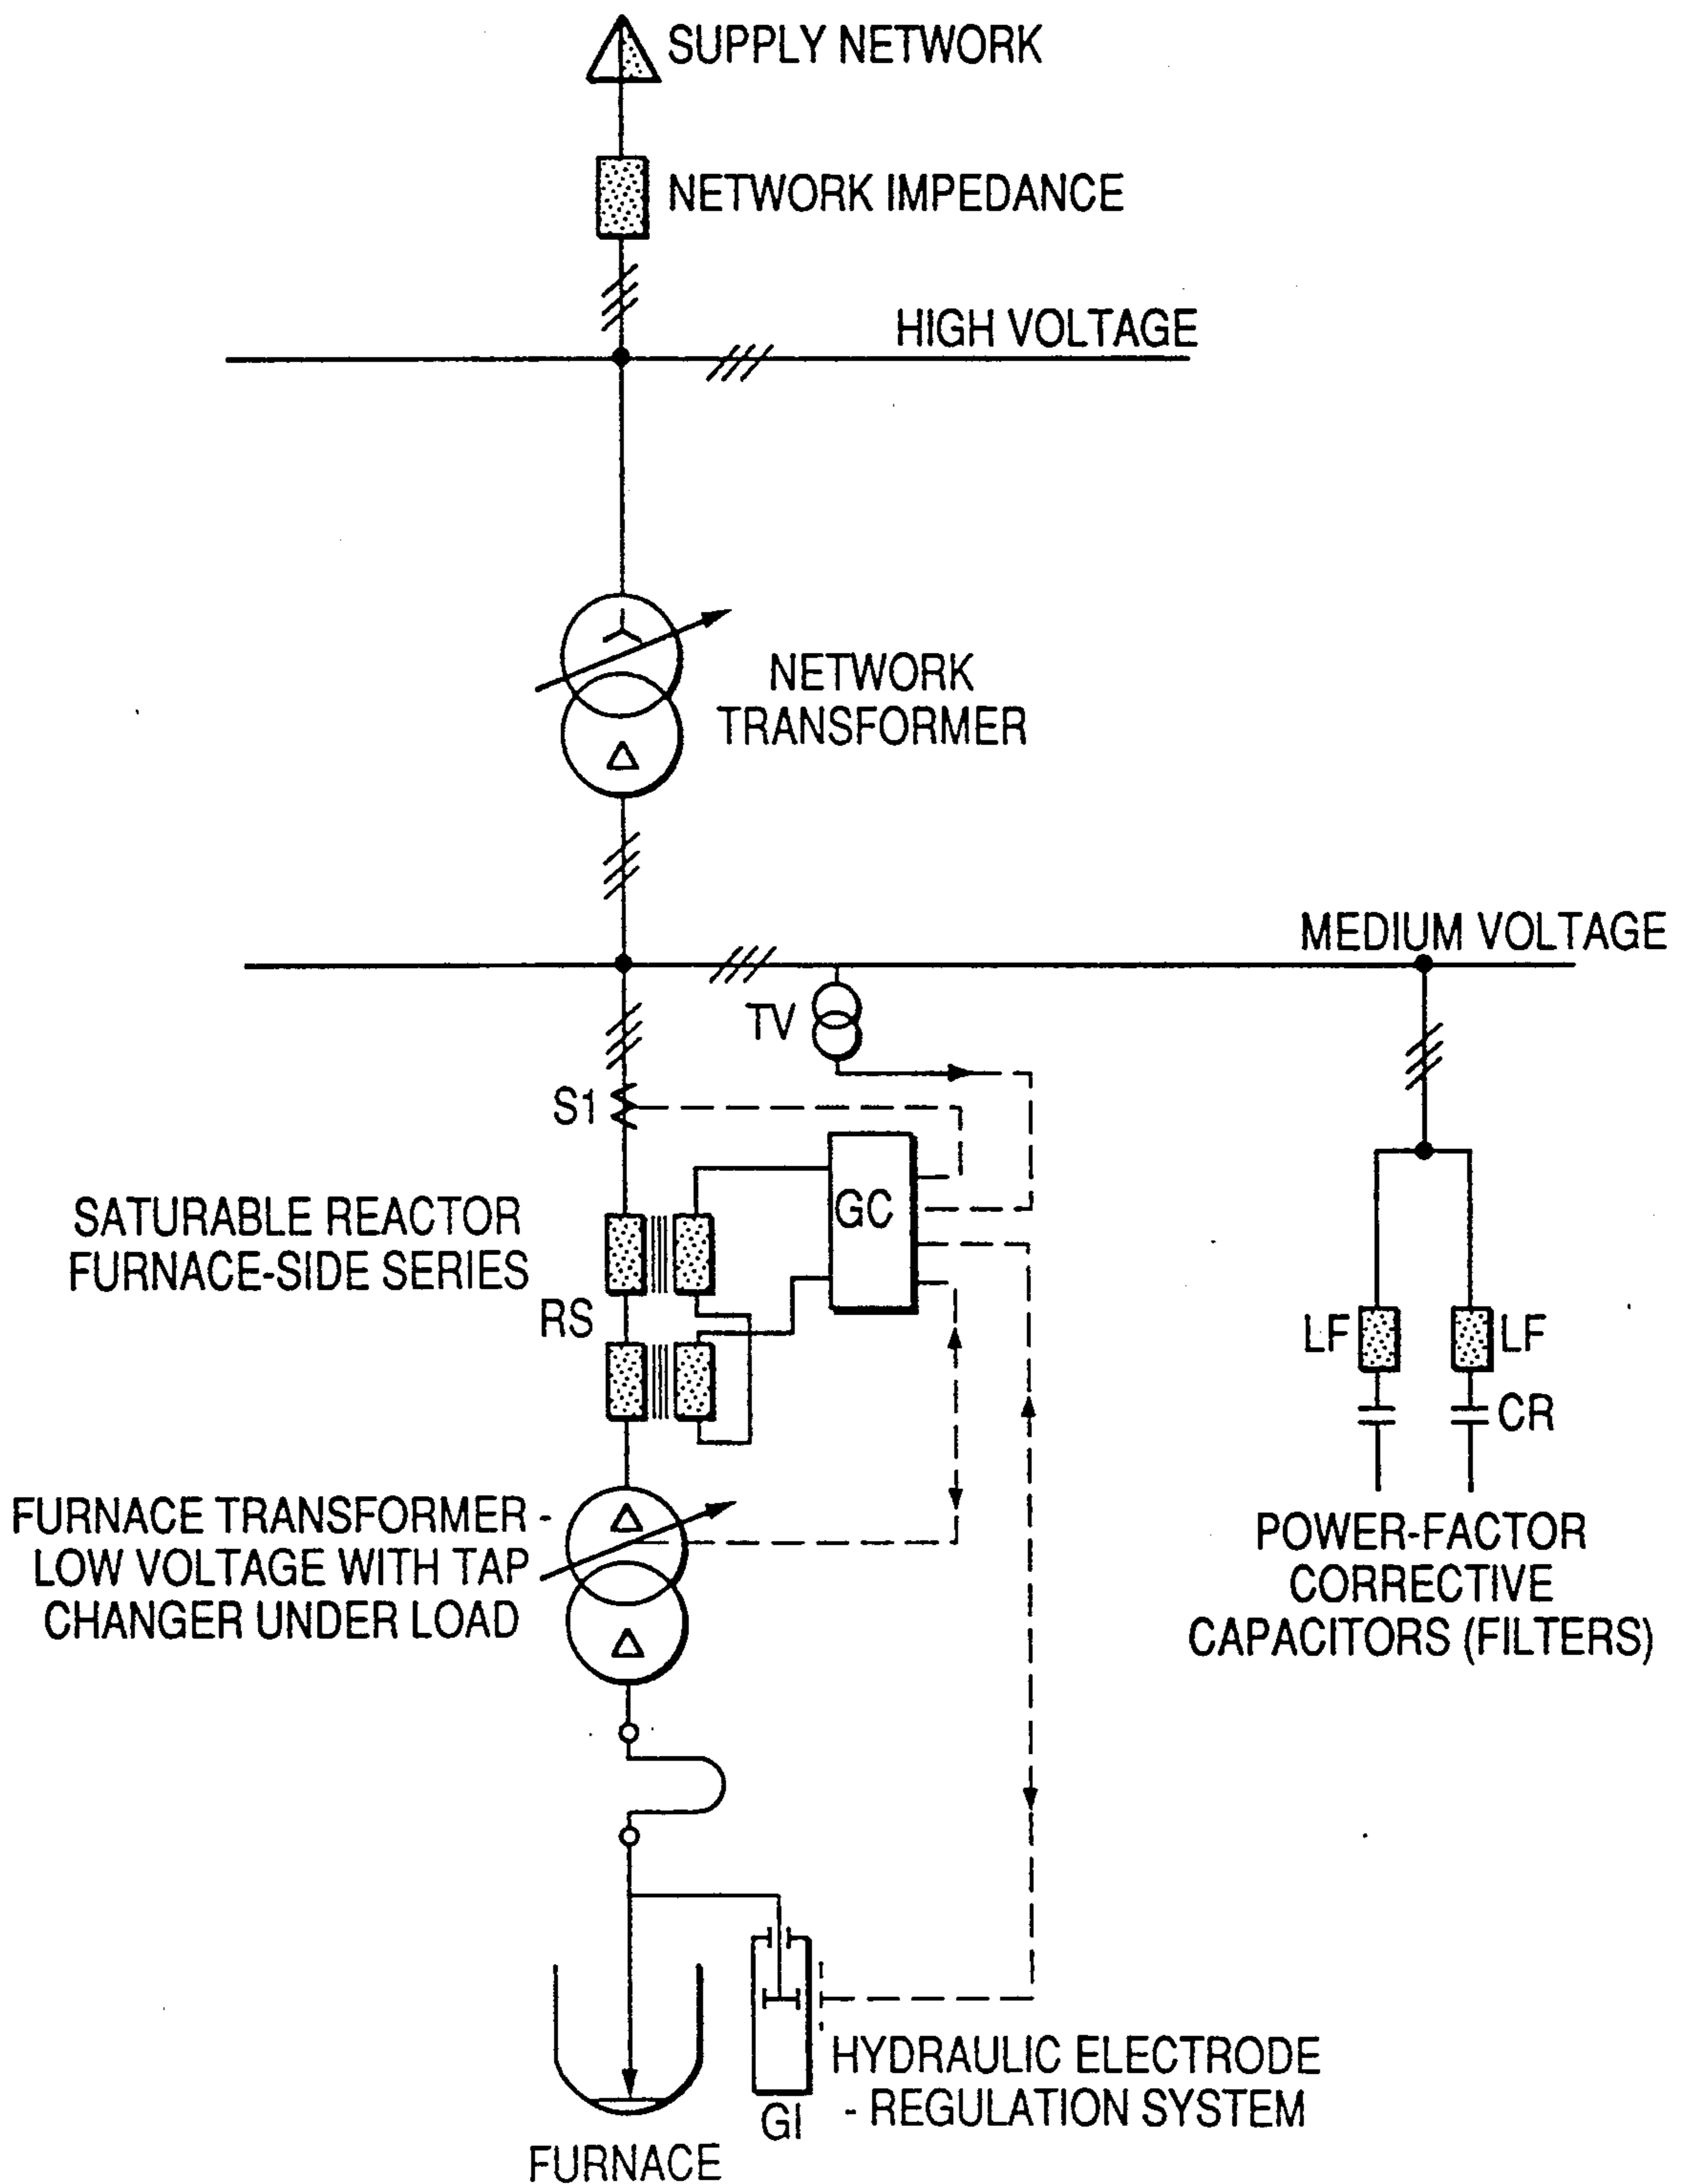 SUPPLY NETWORK
NETWORK IMPEDANCE
HIGH VOLTAGE
NETWORK
TRANSFORMER
MEDIUM VOLTAGE
TV
S1
GC
SATURABLE REACTOR
FURNACE-SIDE SERIES
RS
LF
LF
CR
FURNACE TRANSFORMER -
LOW VOLTAGE WITH TAP
CHANGER UNDER LOAD
POWER-FACTOR
CORRECTIVE
CAPACITORS (FILTERS)
HYDRAULIC ELECTRODE
- REGULATION SYSTEM
GI
FURNACE